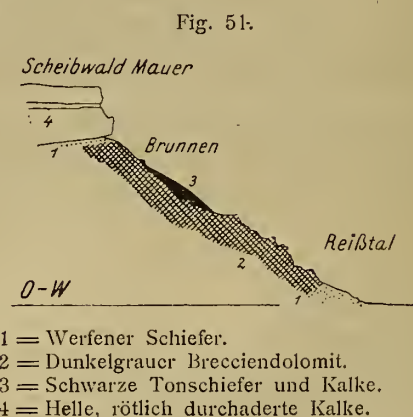 Fig. 51.
Scheibwald Mauer
4
1
Brunnen
3
Reißtal
2
O-W
1
1 = Werfener Schiefer.
2 = Dunkelgrauer Brecciendolomit.
3 = Schwarze Tonschiefer und Kalke.
4 = Helle, rötlich durchaderte Kalke.